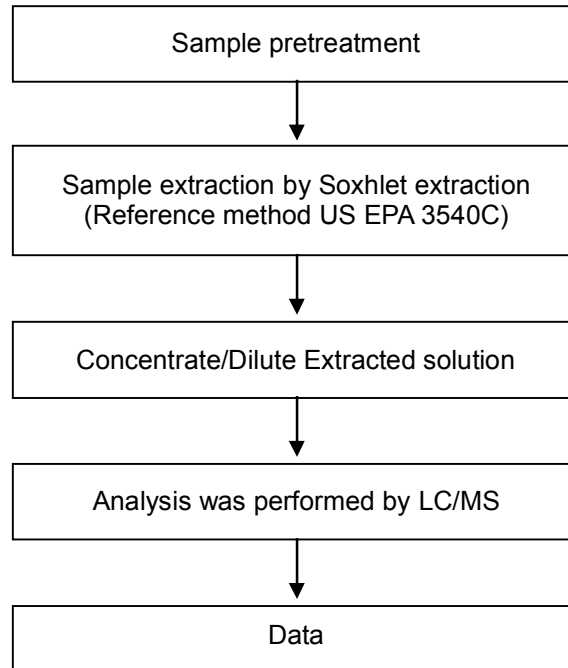 Sample pretreatment
Sample extraction by Soxhlet extraction
(Reference method US EPA 3540C)
Concentrate/Dilute Extracted solution
Analysis was performed by LC/MS
Data